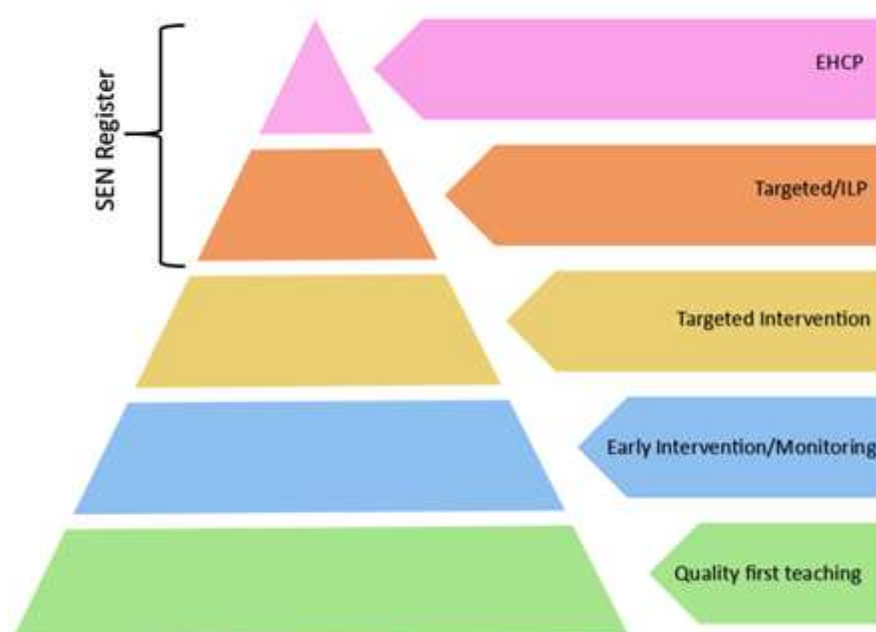 SEN Register
EHCP
Targeted/ILP
Targeted Intervention
Early Intervention/Monitoring
Quality first teaching